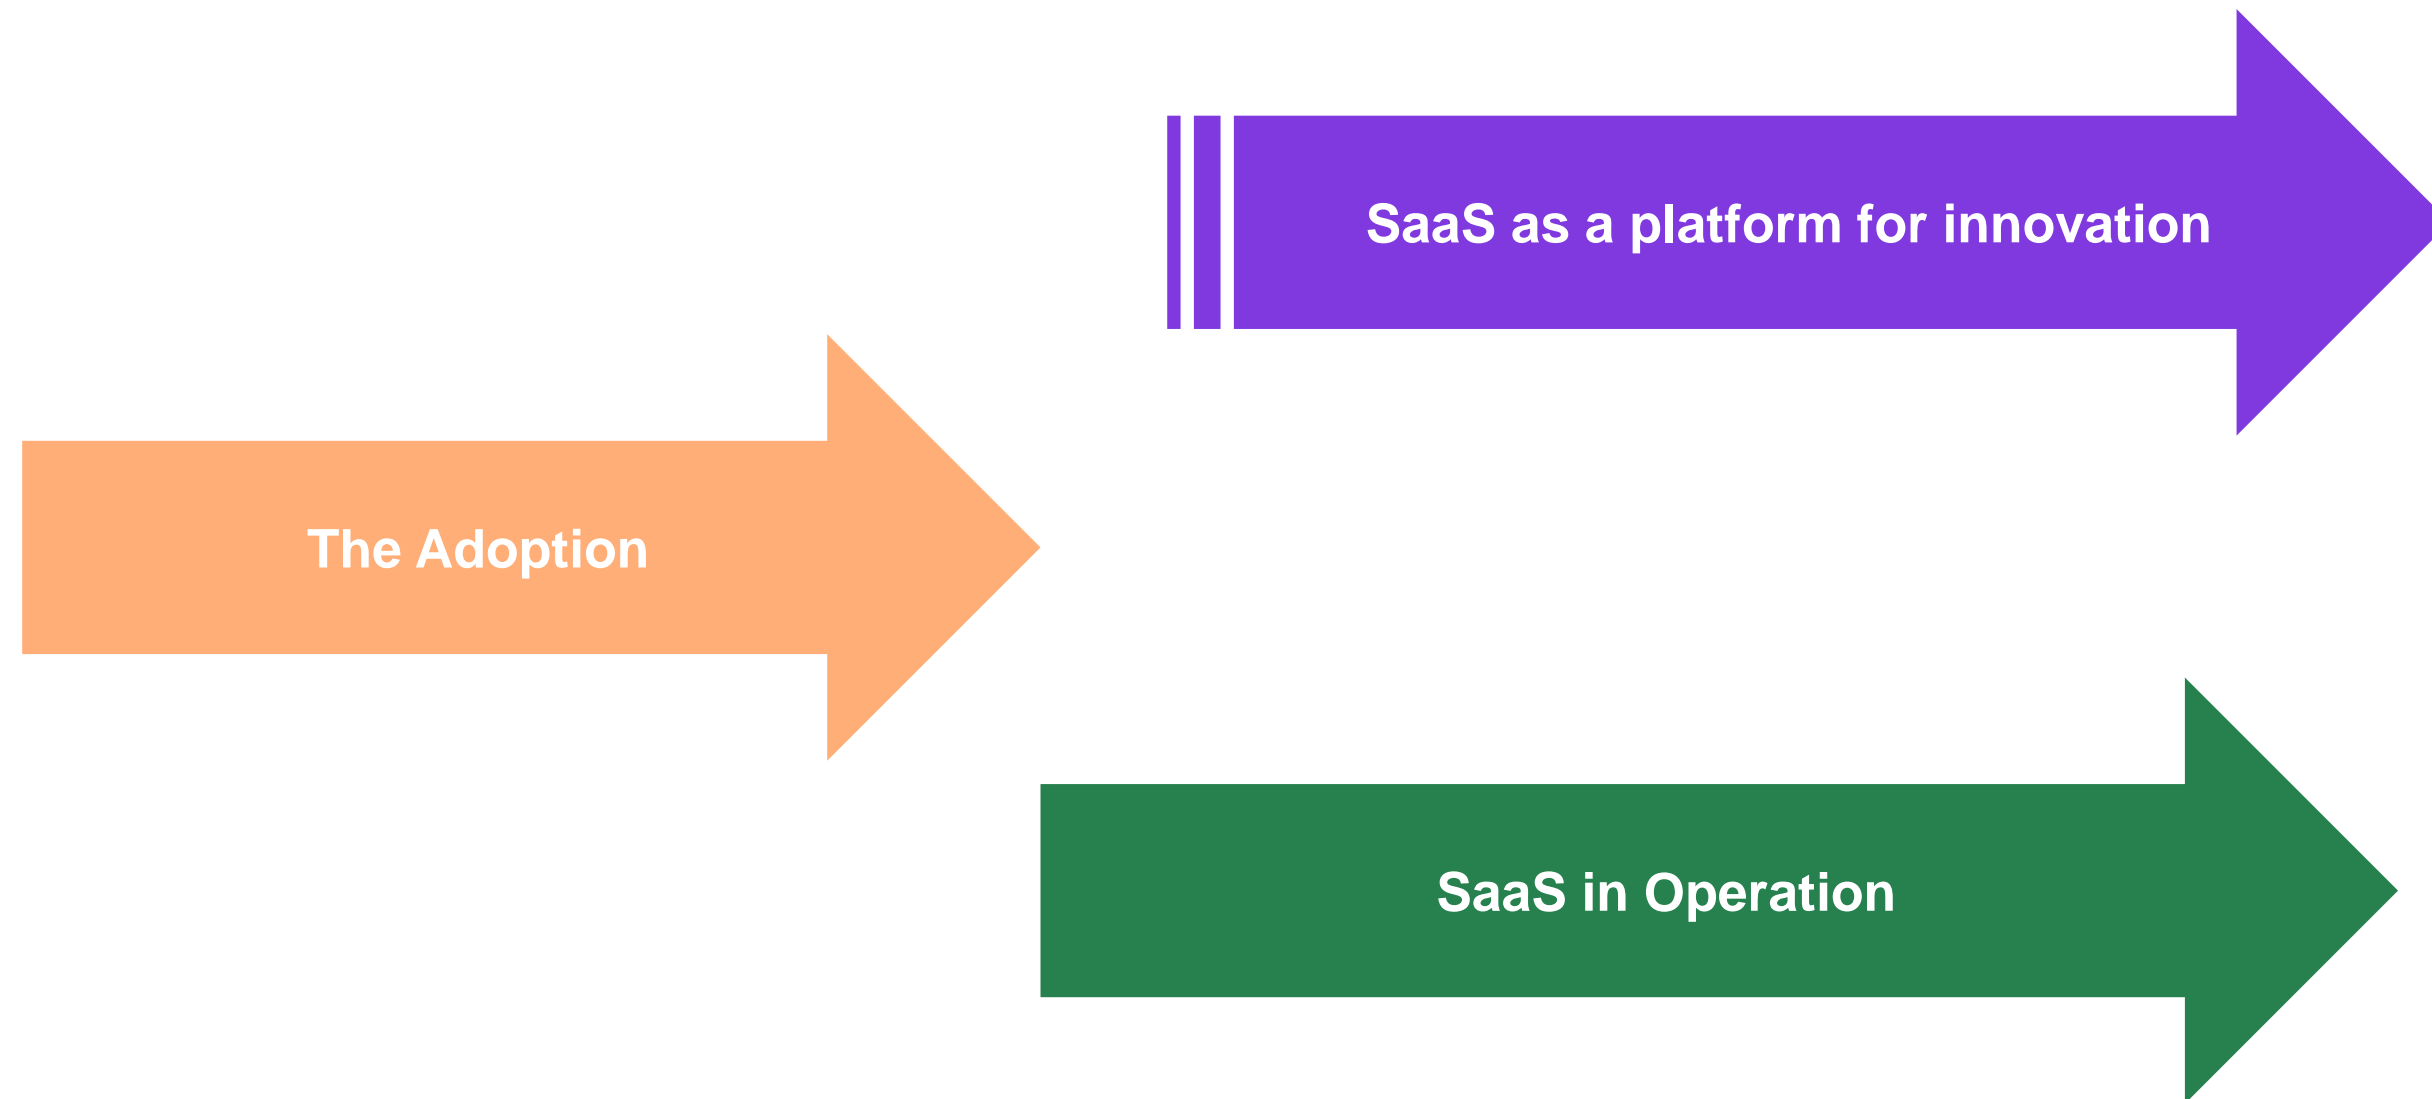 SaaS as a platform for innovation
The Adoption
SaaS in Operation